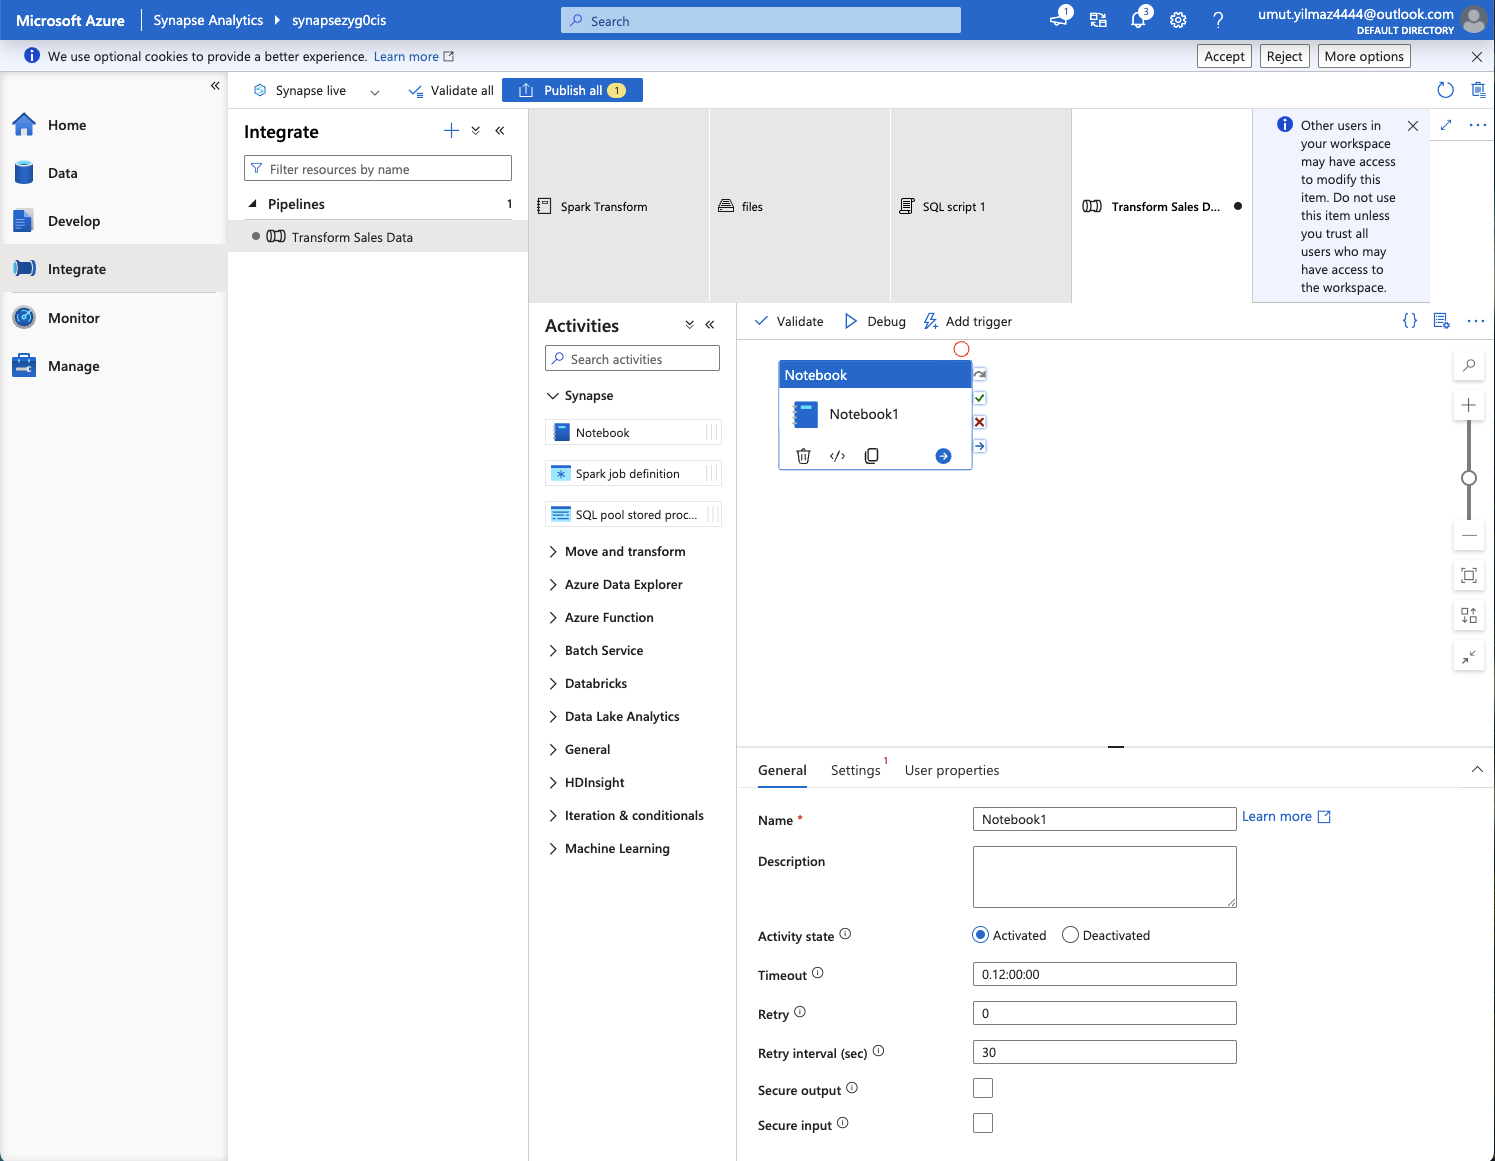 Microsoft Azure
Synapse Analytics
synapsezyg0cis
Search
1
3
?
umut.yilmaz4444@outlook.com
DEFAULT DIRECTORY
We use optional cookies to provide a better experience.
Learn more
Accept
Reject
More options
Synapse live
Validate all
Publish all
1
Home
Data
Develop
Integrate
Monitor
Manage
Integrate
Filter resources by name
Pipelines
1
Transform Sales Data
Spark Transform
files
SQL script 1
Transform Sales D...
Other users in
your workspace
may have access
to modify this
item. Do not use
this item unless
you trust all
users who may
have access to
the workspace.
Activities
Search activities
Synapse
Notebook
Spark job definition
SQL pool stored proc...
Move and transform
Azure Data Explorer
Azure Function
Batch Service
Databricks
Data Lake Analytics
General
HDInsight
Iteration & conditionals
Machine Learning
Validate
Debug
Add trigger
Notebook
Notebook1
General
Settings
1
User properties
Name *
Notebook1
Learn more
Description
Activity state
Activated
Deactivated
Timeout
0.12:00:00
Retry
0
Retry interval (sec)
30
Secure output
Secure input